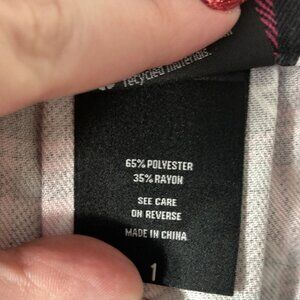 recycled materials.
65% POLYESTER
35% RAYON
SEE CARE
ON REVERSE
MADE IN CHINA
1